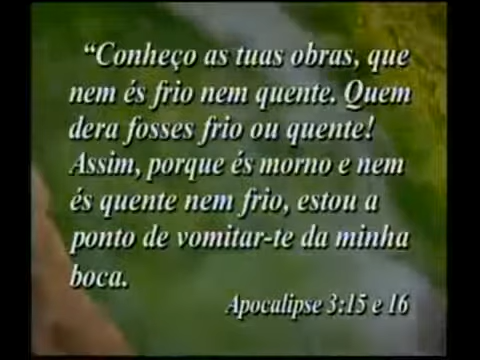 “Conheço as tuas obras, que
nem és frio nem quente. Quem
dera fosses frio ou quente!
Assim, porque és morno e nem
és quente nem frio, estou a
ponto de vomitar-te da minha
boca.
Apocalipse 3:15 e 16